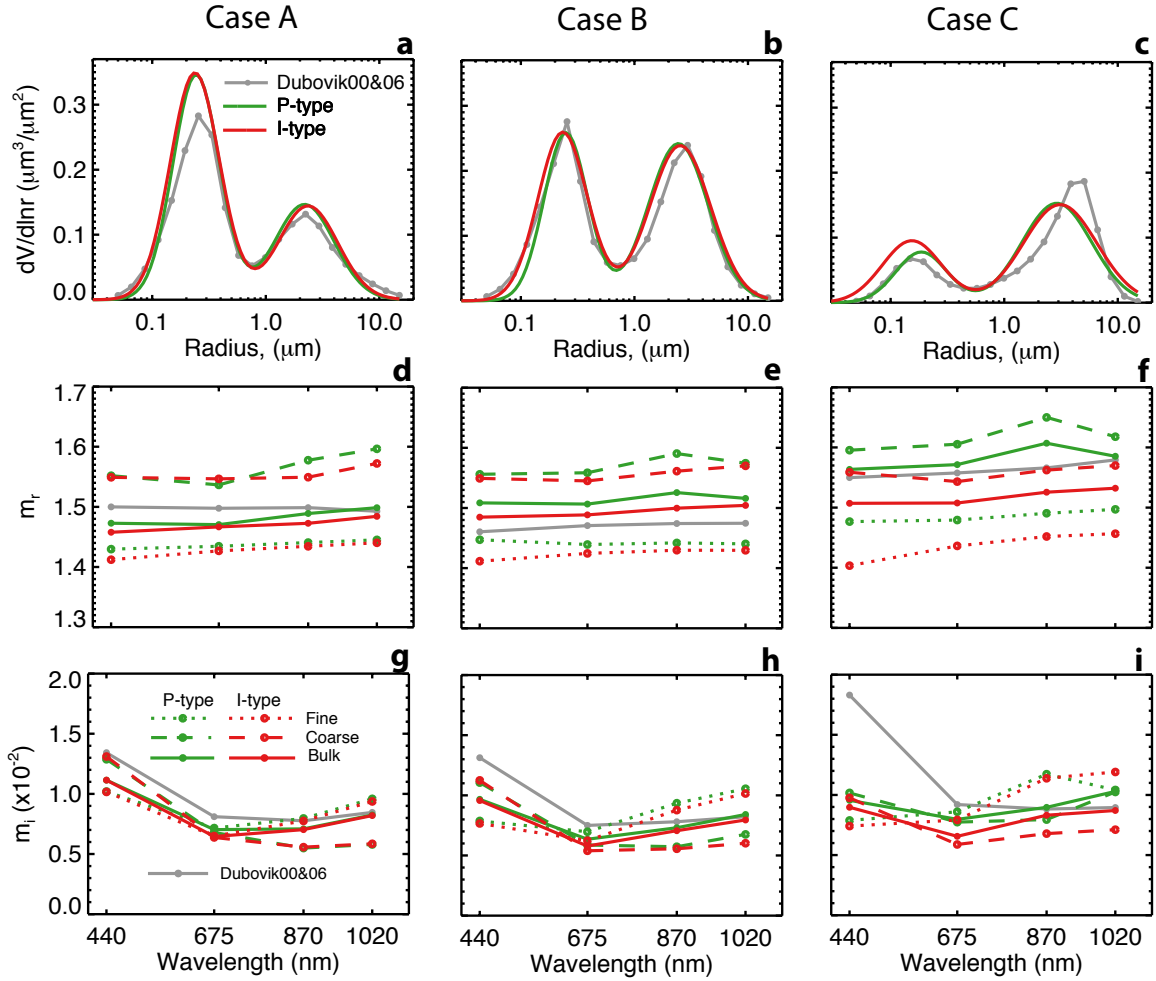 Case A
Case B
Case C
a
b
c
dV/dlnr (μm³/μm²)
0.3
0.2
0.1
0.0
Dubovik00&06
P-type
I-type
0.1 1.0 10.0
0.1 1.0 10.0
0.1 1.0 10.0
Radius, (μm)
Radius, (μm)
Radius, (μm)
d
e
f
m_r
1.7
1.6
1.5
1.4
1.3
g
h
i
m_i (x10⁻²)
2.0
1.5
1.0
0.5
0.0
P-type I-type
Fine
Coarse
Bulk
Dubovik00&06
440 675 870 1020
440 675 870 1020
440 675 870 1020
Wavelength (nm)
Wavelength (nm)
Wavelength (nm)